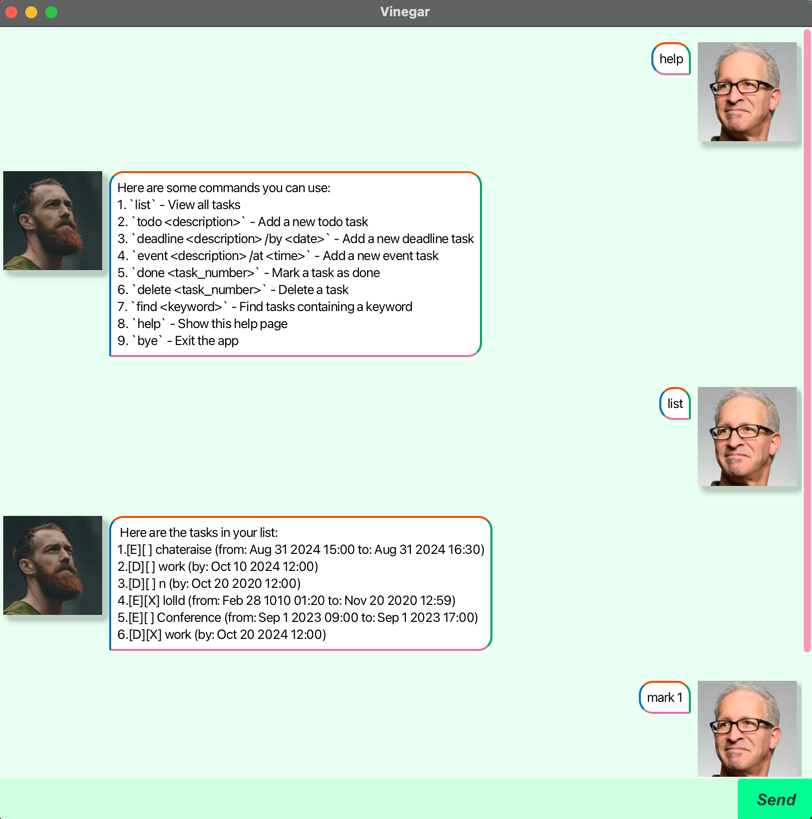 Vinegar
help
Here are some commands you can use:
1. `list` - View all tasks
2. `todo <description>` - Add a new todo task
3. `deadline <description> /by <date>` - Add a new deadline task
4. `event <description> /at <time>` - Add a new event task
5. `done <task_number>` - Mark a task as done
6. `delete <task_number>` - Delete a task
7. `find <keyword>` - Find tasks containing a keyword
8. `help` - Show this help page
9. `bye` - Exit the app
list
Here are the tasks in your list:
1.[E][ ] chateraise (from: Aug 31 2024 15:00 to: Aug 31 2024 16:30)
2.[D][ ] work (by: Oct 10 2024 12:00)
3.[D][ ] n (by: Oct 20 2020 12:00)
4.[E][X] lolld (from: Feb 28 1010 01:20 to: Nov 20 2020 12:59)
5.[E][ ] Conference (from: Sep 1 2023 09:00 to: Sep 1 2023 17:00)
6.[D][X] work (by: Oct 20 2024 12:00)
mark 1
Send